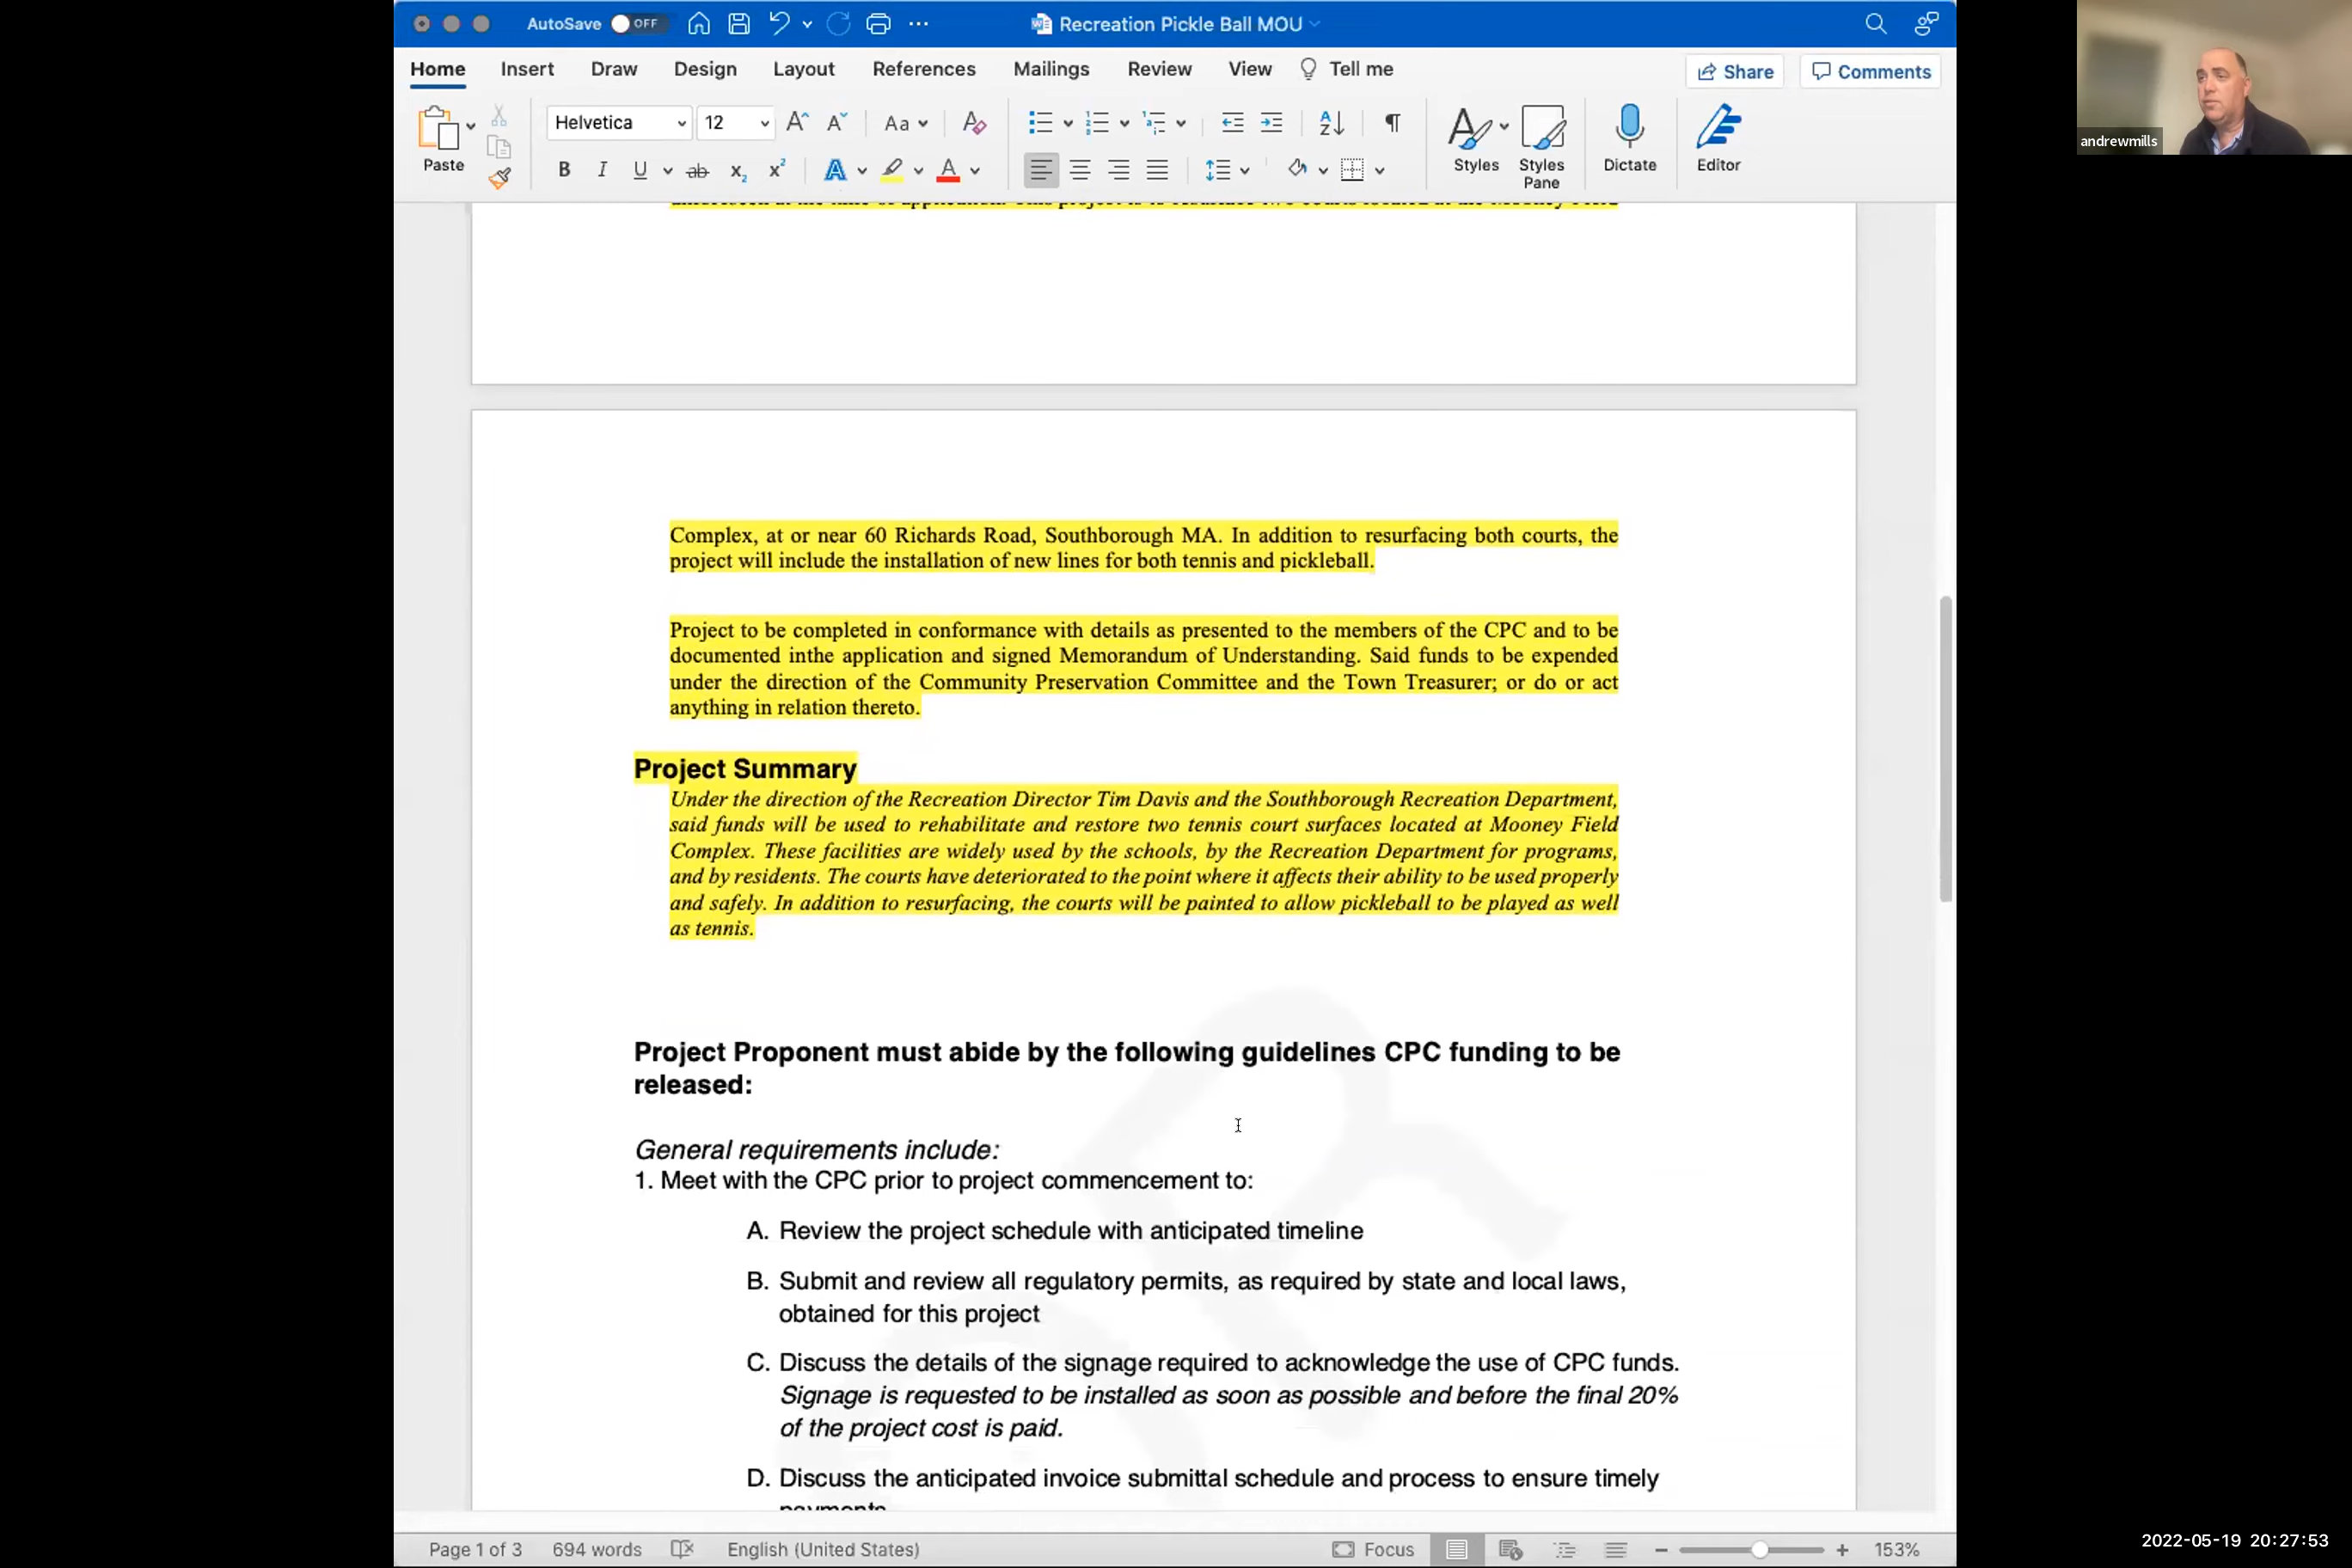 AutoSave OFF Recreation Pickle Ball MOU
Home Insert Draw Design Layout References Mailings Review View Tell me Share Comments
Helvetica 12 Aa
Paste Styles Styles Pane Dictate Editor
andrewmills
Complex, at or near 60 Richards Road, Southborough MA. In addition to resurfacing both courts, the
project will include the installation of new lines for both tennis and pickleball.
Project to be completed in conformance with details as presented to the members of the CPC and to be
documented inthe application and signed Memorandum of Understanding. Said funds to be expended
under the direction of the Community Preservation Committee and the Town Treasurer; or do or act
anything in relation thereto.
Project Summary
Under the direction of the Recreation Director Tim Davis and the Southborough Recreation Department,
said funds will be used to rehabilitate and restore two tennis court surfaces located at Mooney Field
Complex. These facilities are widely used by the schools, by the Recreation Department for programs,
and by residents. The courts have deteriorated to the point where it affects their ability to be used properly
and safely. In addition to resurfacing, the courts will be painted to allow pickleball to be played as well
as tennis.
Project Proponent must abide by the following guidelines CPC funding to be
released:
General requirements include:
1. Meet with the CPC prior to project commencement to:
A. Review the project schedule with anticipated timeline
B. Submit and review all regulatory permits, as required by state and local laws,
obtained for this project
C. Discuss the details of the signage required to acknowledge the use of CPC funds.
Signage is requested to be installed as soon as possible and before the final 20%
of the project cost is paid.
D. Discuss the anticipated invoice submittal schedule and process to ensure timely
payments
Page 1 of 3 694 words English (United States) Focus 153%
2022-05-19 20:27:53